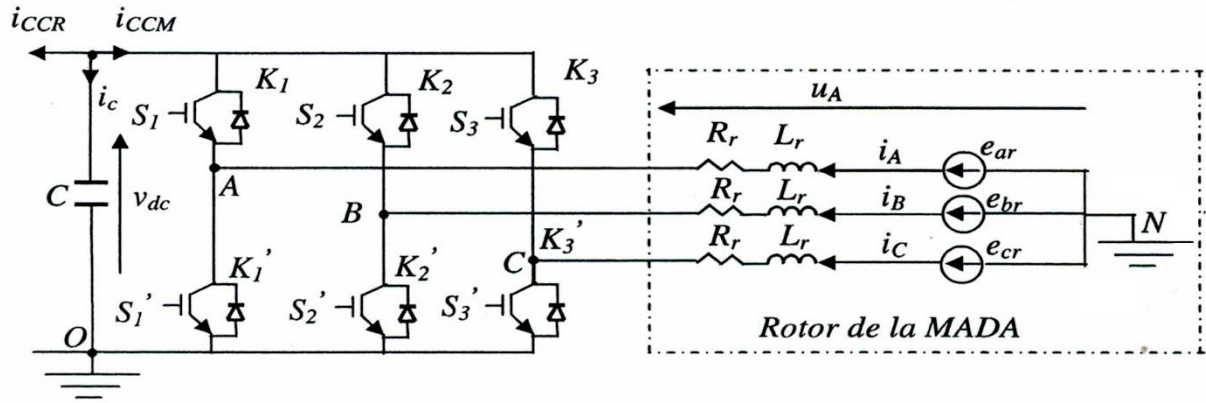 iCCR iCCM
ic
C
vdc
O
K1
K2
K3
S1
S2
S3
A
B
C
K1'
K2'
K3'
S1'
S2'
S3'
uA
Rr Lr iA ear
Rr Lr iB ebr
Rr Lr iC ecr
N
Rotor de la MADA